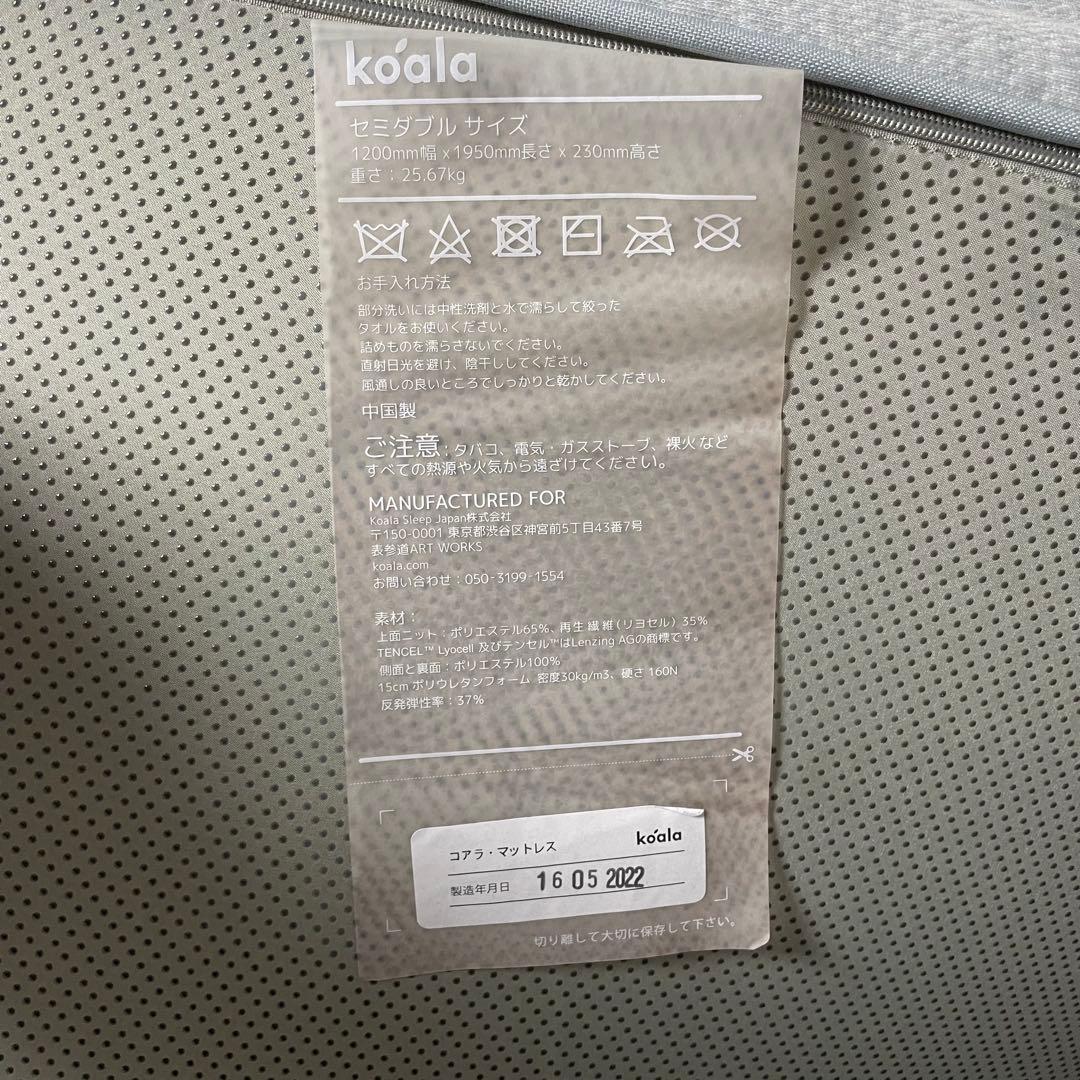 koala
セミダブル サイズ
1200mm幅 x 1950mm長さ x 230mm高さ
重さ：25.67kg
お手入れ方法
部分洗いには中性洗剤と水で濡らして絞った
タオルをお使いください。
詰めものを濡らさないでください。
直射日光を避け、陰干ししてください。
風通しの良いところでしっかりと乾かしてください。
中国製
ご注意：タバコ、電気・ガスストーブ、裸火など
すべての熱源や火気から遠ざけてください。
MANUFACTURED FOR
Koala Sleep Japan株式会社
〒150-0001 東京都渋谷区神宮前5丁目43番7号
表参道ART WORKS
koala.com
お問い合わせ：050-3199-1554
素材：
上面ニット：ポリエステル65%、再生繊維（リヨセル）35%
TENCEL™ Lyocell 及びテンセル™はLenzing AGの商標です。
側面と裏面：ポリエステル100%
15cm ポリウレタンフォーム 密度30kg/m3、硬さ 160N
反発弾性率：37%
koala
コアラ・マットレス
製造年月日 16 05 2022
切り離して大切に保存して下さい。